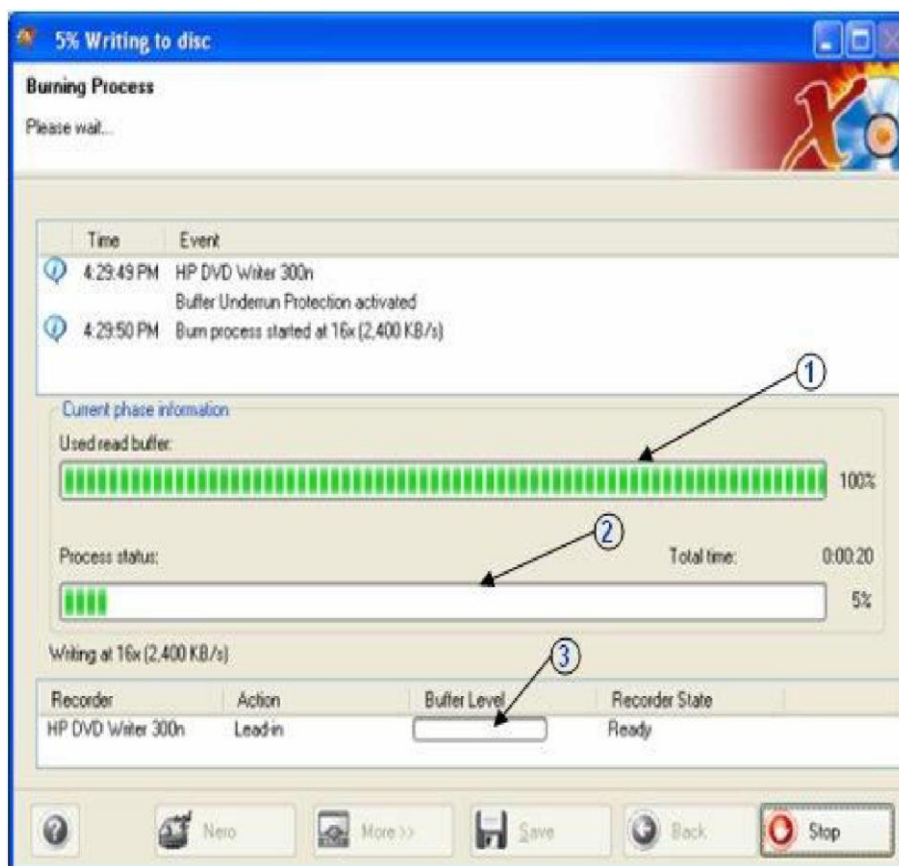 5% Writing to disc
Burning Process
Please wait...
Time Event
4:29:49 PM HP DVD Writer 300n
Buffer Underrun Protection activated
4:29:50 PM Burn process started at 16x (2,400 KB/s)
1
Current phase information
Used read buffer:
100%
2
Process status: Total time: 0:00:20
5%
Writing at 16x (2,400 KB/s)
3
Recorder Action Buffer Level Recorder State
HP DVD Writer 300n Lead-in Ready
? Nero More >> Save Back Stop